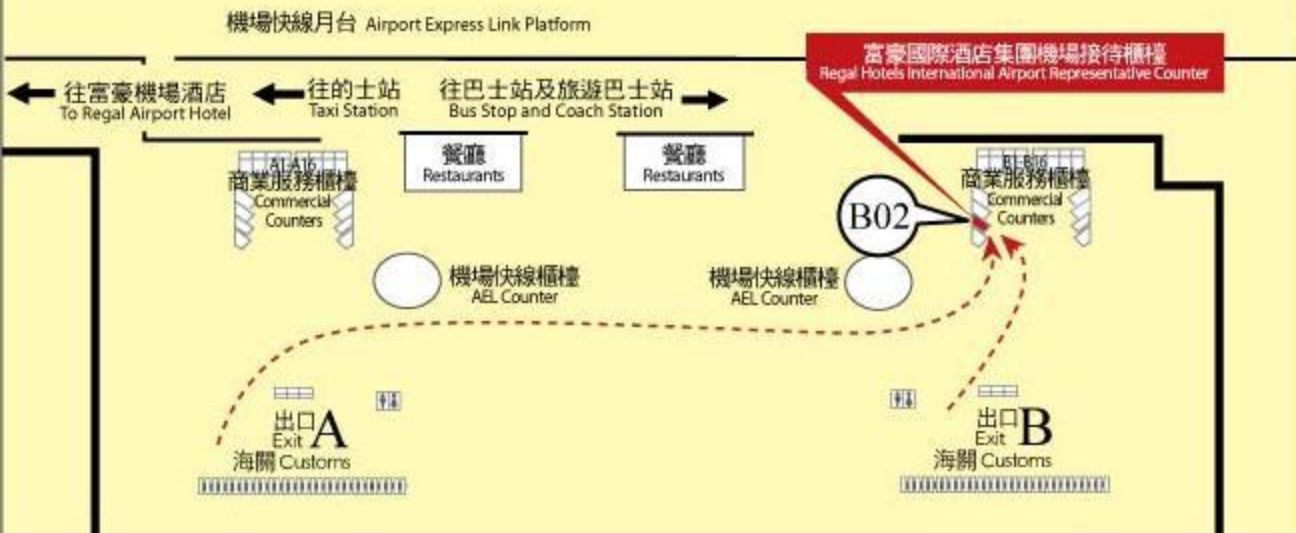 機場快線月台 Airport Express Link Platform
富豪國際酒店集團機場接待櫃檯
Regal Hotels International Airport Representative Counter
往富豪機場酒店
To Regal Airport Hotel
往的士站
Taxi Station
往巴士站及旅遊巴士站
Bus Stop and Coach Station
A1-A16
商業服務櫃檯
Commercial
Counters
餐廳
Restaurants
餐廳
Restaurants
B1-B16
商業服務櫃檯
Commercial
Counters
B02
機場快線櫃檯
AEL Counter
機場快線櫃檯
AEL Counter
出口 A
Exit
海關 Customs
出口 B
Exit
海關 Customs